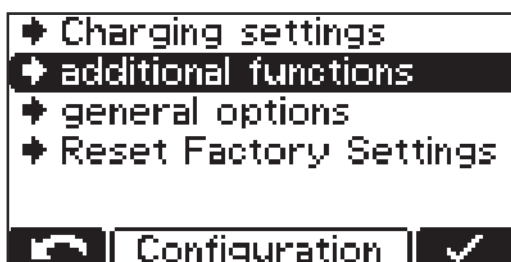 Charging settings
additional functions
general options
Reset Factory Settings
Configuration